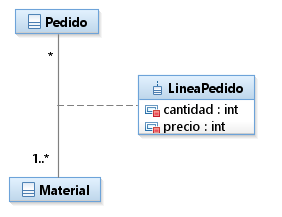 Pedido
*
LineaPedido
cantidad : int
precio : int
1..*
Material